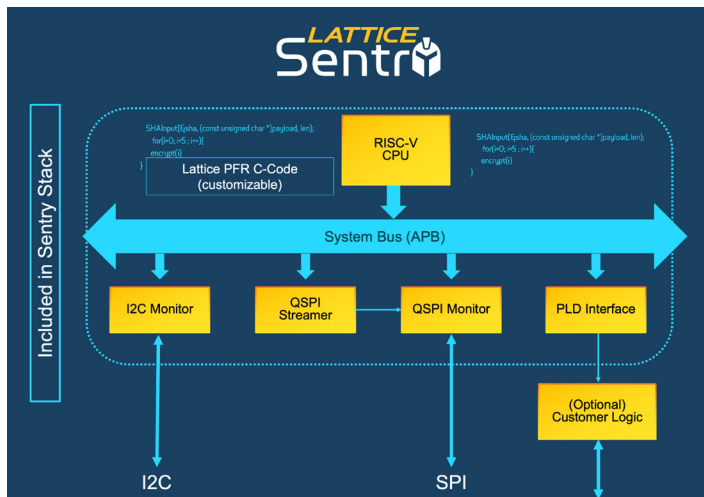 LATTICE
Sentry
Included in Sentry Stack
SHAInput(&sha, (const unsigned char *)payload, len);
for(i=0; i<5 ; i++){
encrypt(i)
}
Lattice PFR C-Code
(customizable)
RISC-V
CPU
SHAInput(&sha, (const unsigned char *)payload, len);
for(i=0; i<5 ; i++){
encrypt(i)
}
System Bus (APB)
I2C Monitor
QSPI
Streamer
QSPI Monitor
PLD Interface
(Optional)
Customer Logic
I2C
SPI